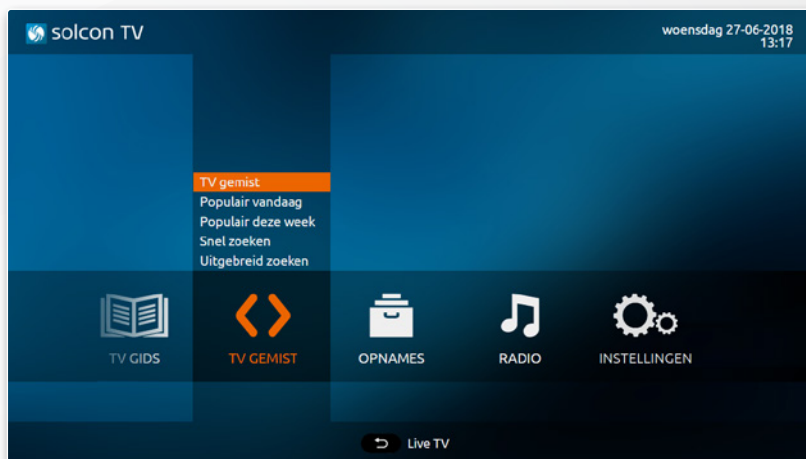 solcon TV
woensdag 27-06-2018
13:17
TV gemist
Populair vandaag
Populair deze week
Snel zoeken
Uitgebreid zoeken
TV GIDS
TV GEMIST
OPNAMES
RADIO
INSTELLINGEN
Live TV